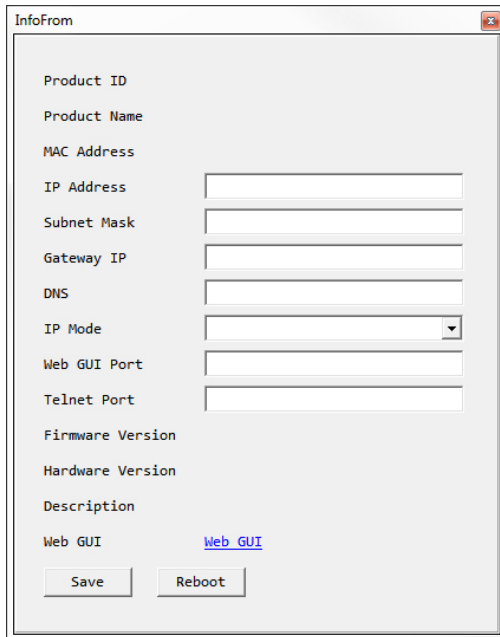 InfoFrom
Product ID
Product Name
MAC Address
IP Address
Subnet Mask
Gateway IP
DNS
IP Mode
Web GUI Port
Telnet Port
Firmware Version
Hardware Version
Description
Web GUI Web GUI
Save Reboot